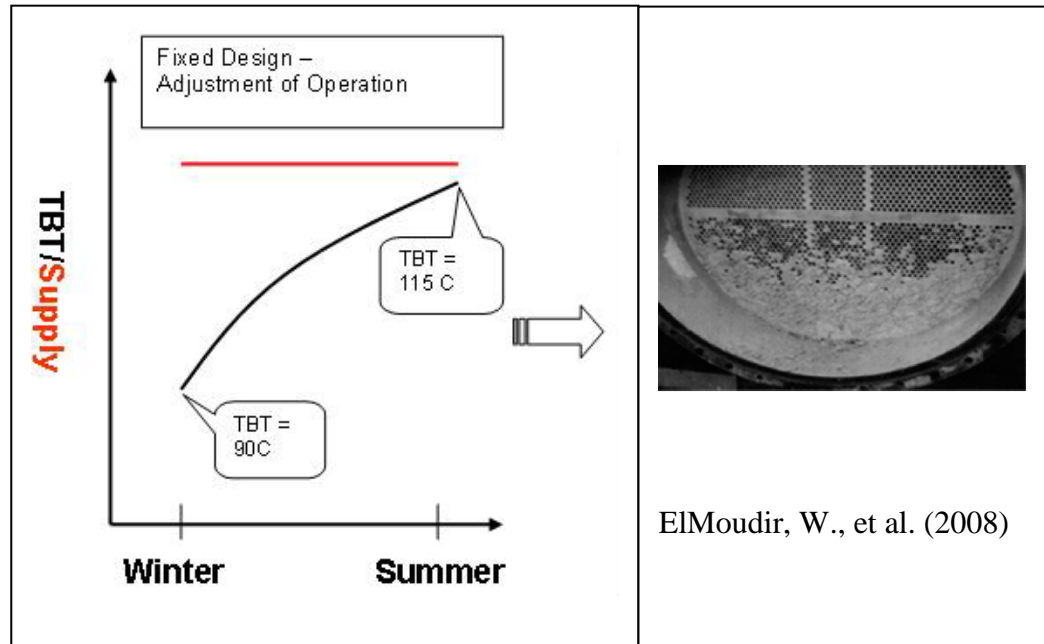 Fixed Design –
Adjustment of Operation
TBT/Supply
TBT =
115 C
TBT =
90C
Winter
Summer
ElMoudir, W., et al. (2008)